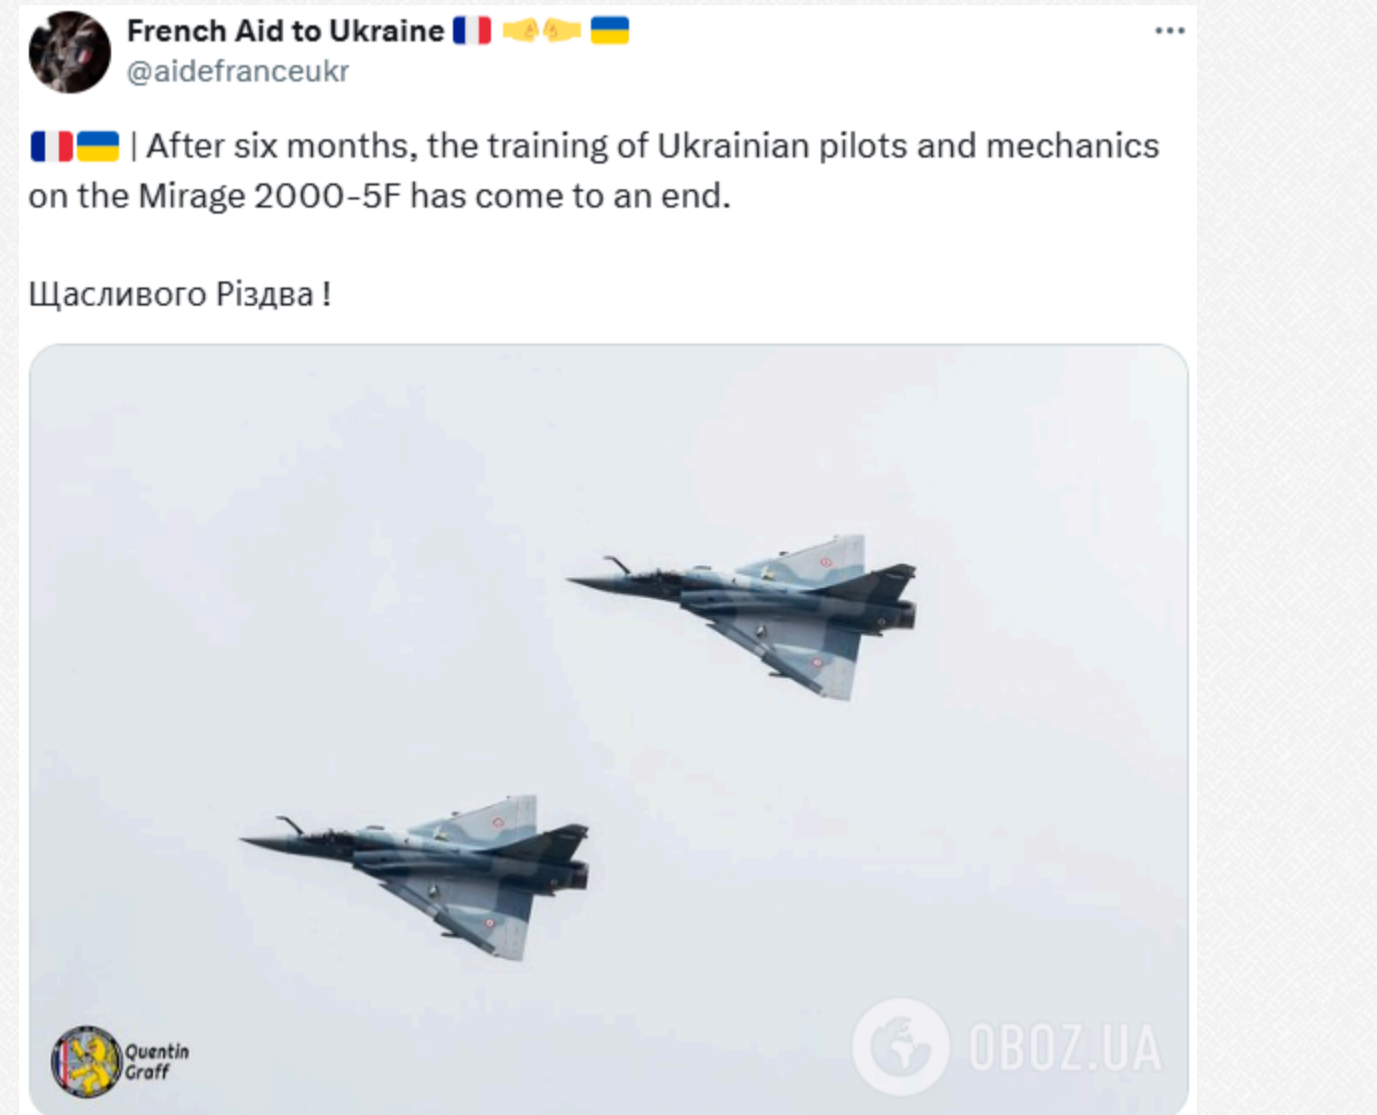 French Aid to Ukraine 🇫🇷 🤜🤛 🇺🇦
@aidefranceukr
🇫🇷🇺🇦 | After six months, the training of Ukrainian pilots and mechanics
on the Mirage 2000-5F has come to an end.
Щасливого Різдва !
Quentin
Graff
OBOZ.UA